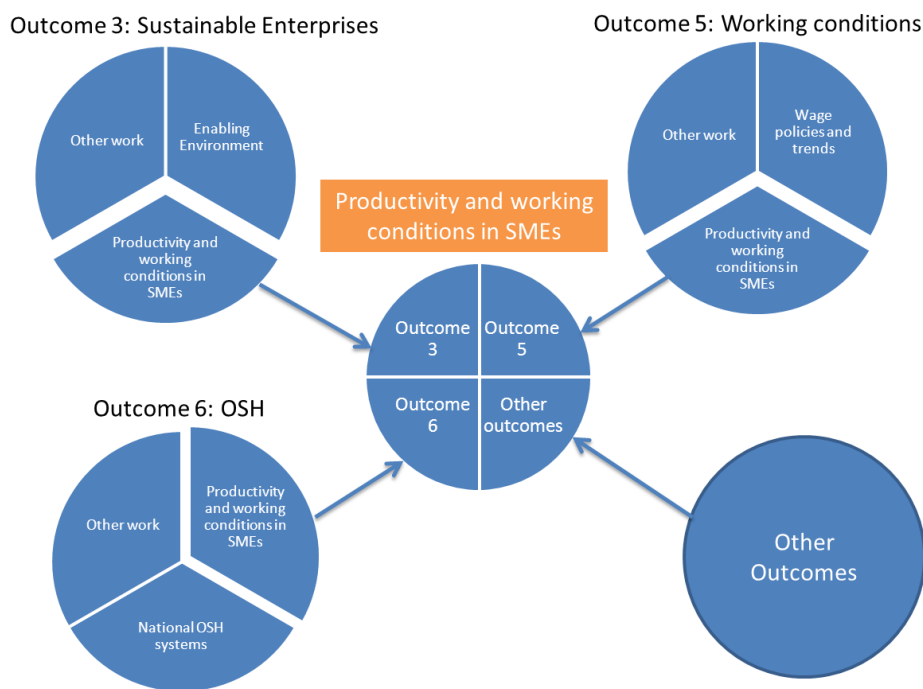 Outcome 3: Sustainable Enterprises
Other work
Enabling
Environment
Productivity and
working
conditions in
SMEs
Outcome 5: Working conditions
Other work
Wage
policies and
trends
Productivity and
working
conditions in
SMEs
Productivity and working
conditions in SMEs
Outcome
3
Outcome
5
Outcome
6
Other
outcomes
Outcome 6: OSH
Other work
Productivity
and working
conditions in
SMEs
National OSH
systems
Other
Outcomes